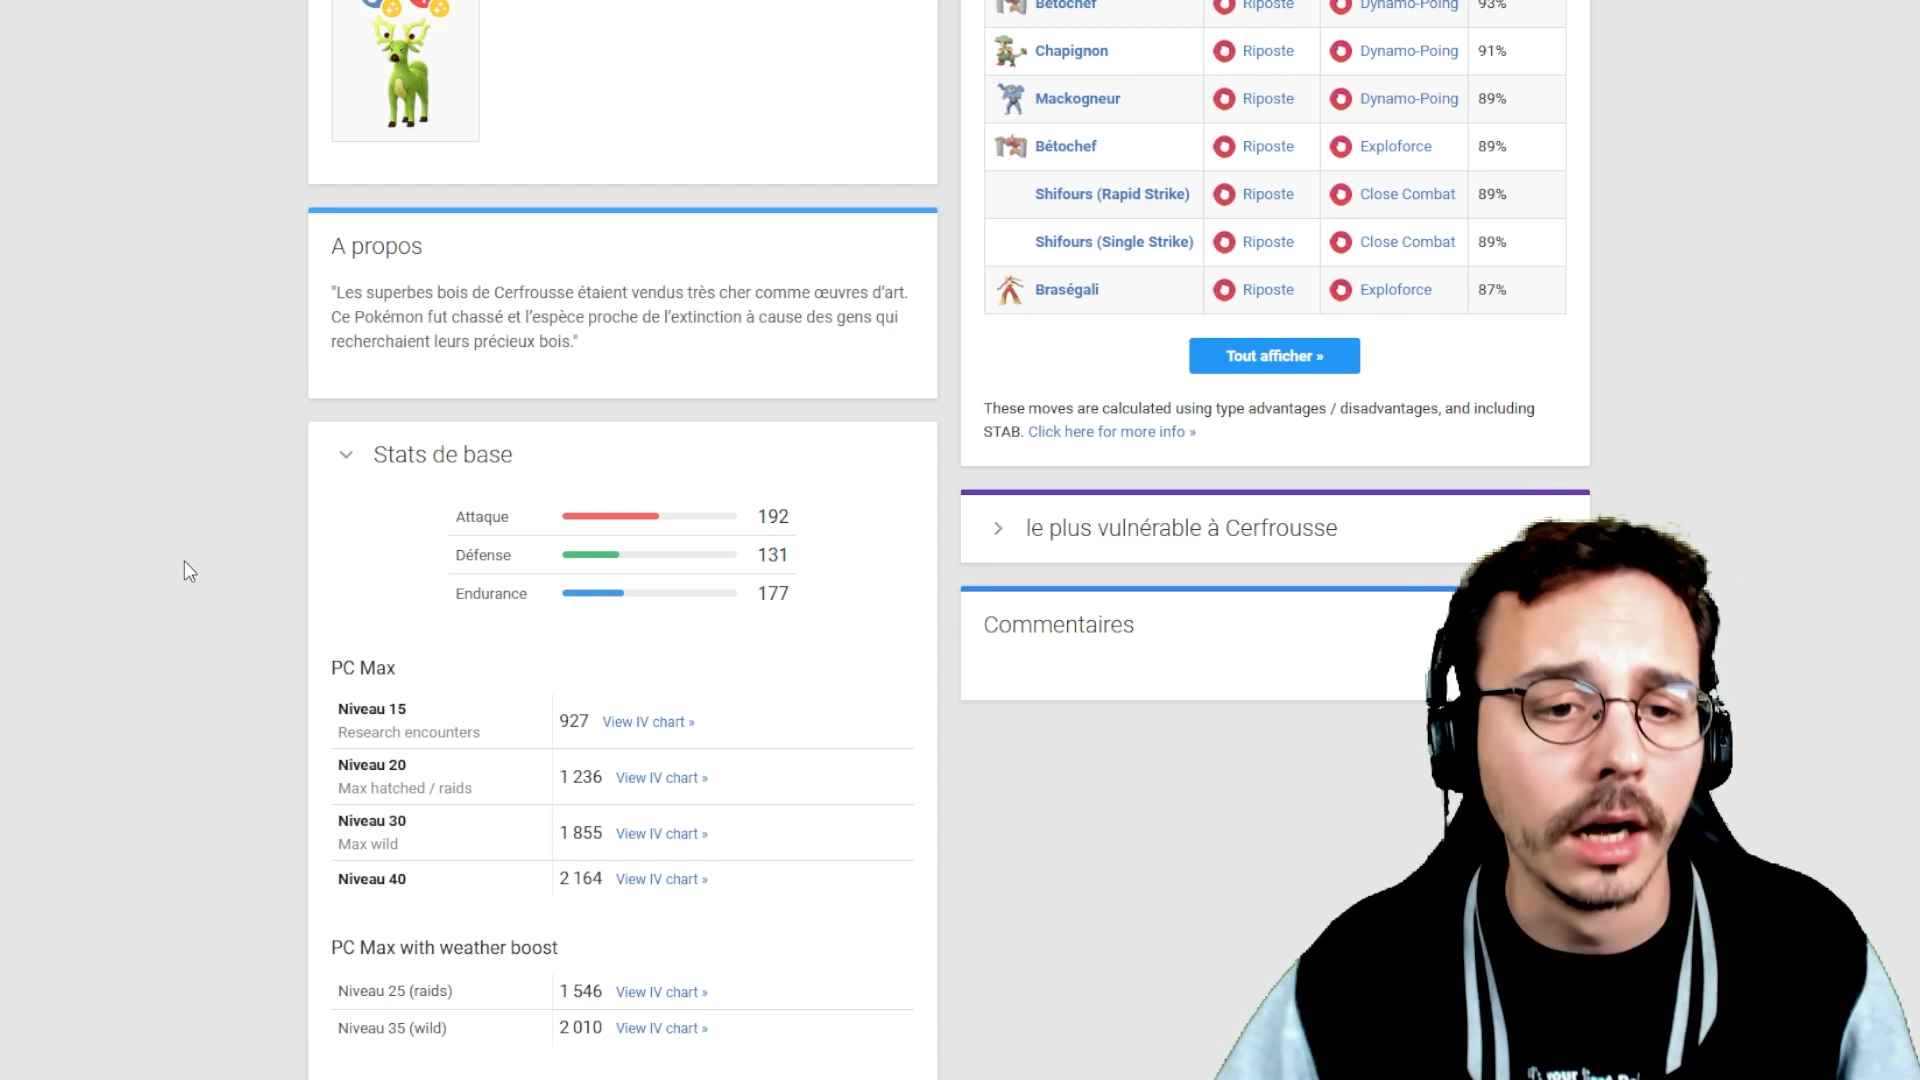 A propos
"Les superbes bois de Cerfrousse étaient vendus très cher comme œuvres d'art.
Ce Pokémon fut chassé et l'espèce proche de l'extinction à cause des gens qui
recherchaient leurs précieux bois."
Stats de base
Attaque 192
Défense 131
Endurance 177
PC Max
Niveau 15
Research encounters
927 View IV chart »
Niveau 20
Max hatched / raids
1 236 View IV chart »
Niveau 30
Max wild
1 855 View IV chart »
Niveau 40 2 164 View IV chart »
PC Max with weather boost
Niveau 25 (raids) 1 546 View IV chart »
Niveau 35 (wild) 2 010 View IV chart »
Bétochef Riposte Dynamo-Poing 93%
Chapignon Riposte Dynamo-Poing 91%
Mackogneur Riposte Dynamo-Poing 89%
Bétochef Riposte Exploforce 89%
Shifours (Rapid Strike) Riposte Close Combat 89%
Shifours (Single Strike) Riposte Close Combat 89%
Braségali Riposte Exploforce 87%
Tout afficher »
These moves are calculated using type advantages / disadvantages, and including
STAB. Click here for more info »
le plus vulnérable à Cerfrousse
Commentaires